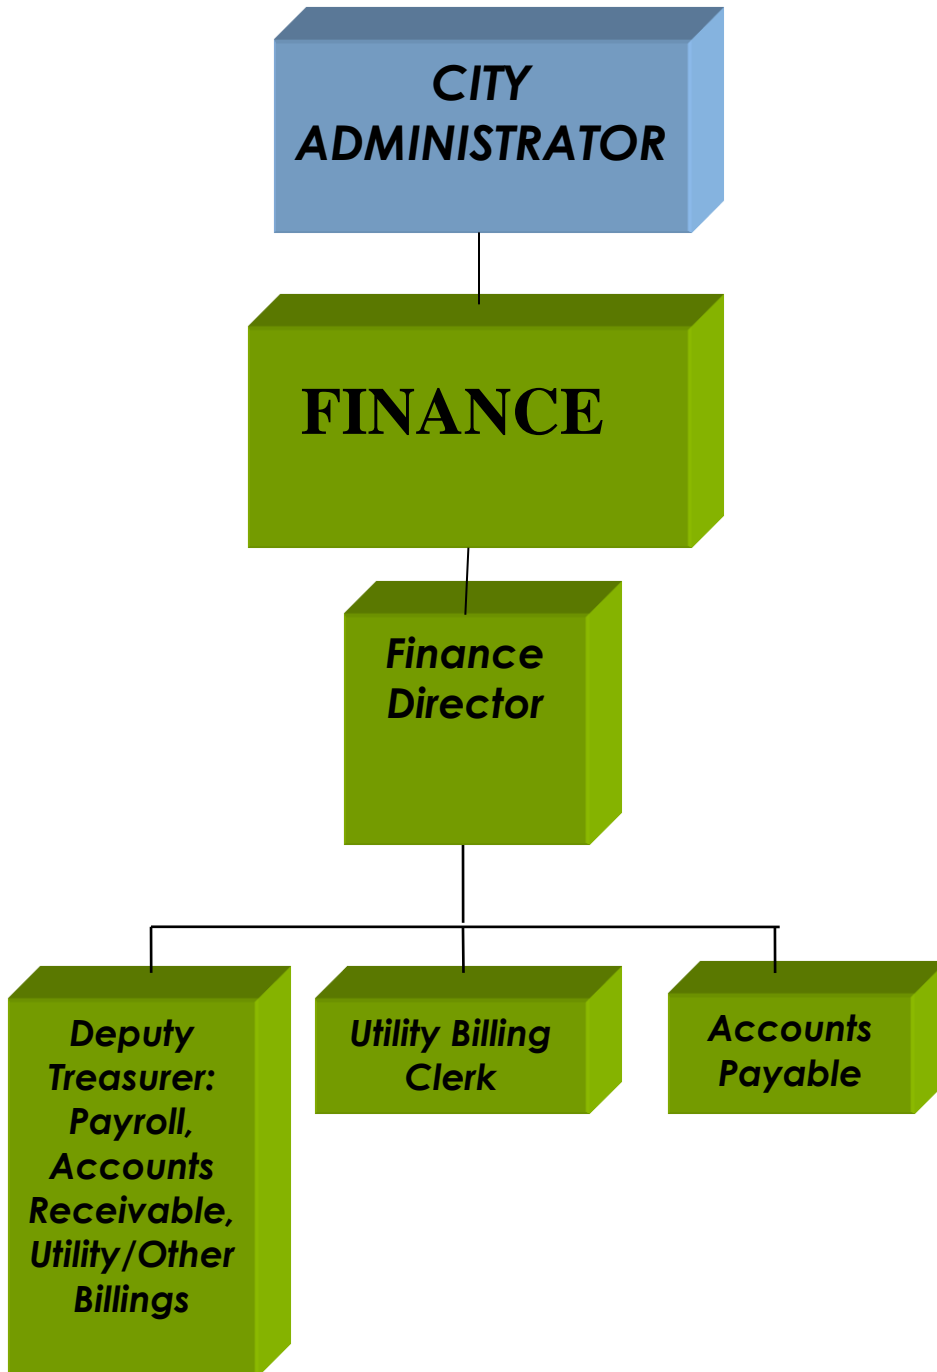 CITY
ADMINISTRATOR
FINANCE
Finance
Director
Deputy
Treasurer:
Payroll,
Accounts
Receivable,
Utility/Other
Billings
Utility Billing
Clerk
Accounts
Payable